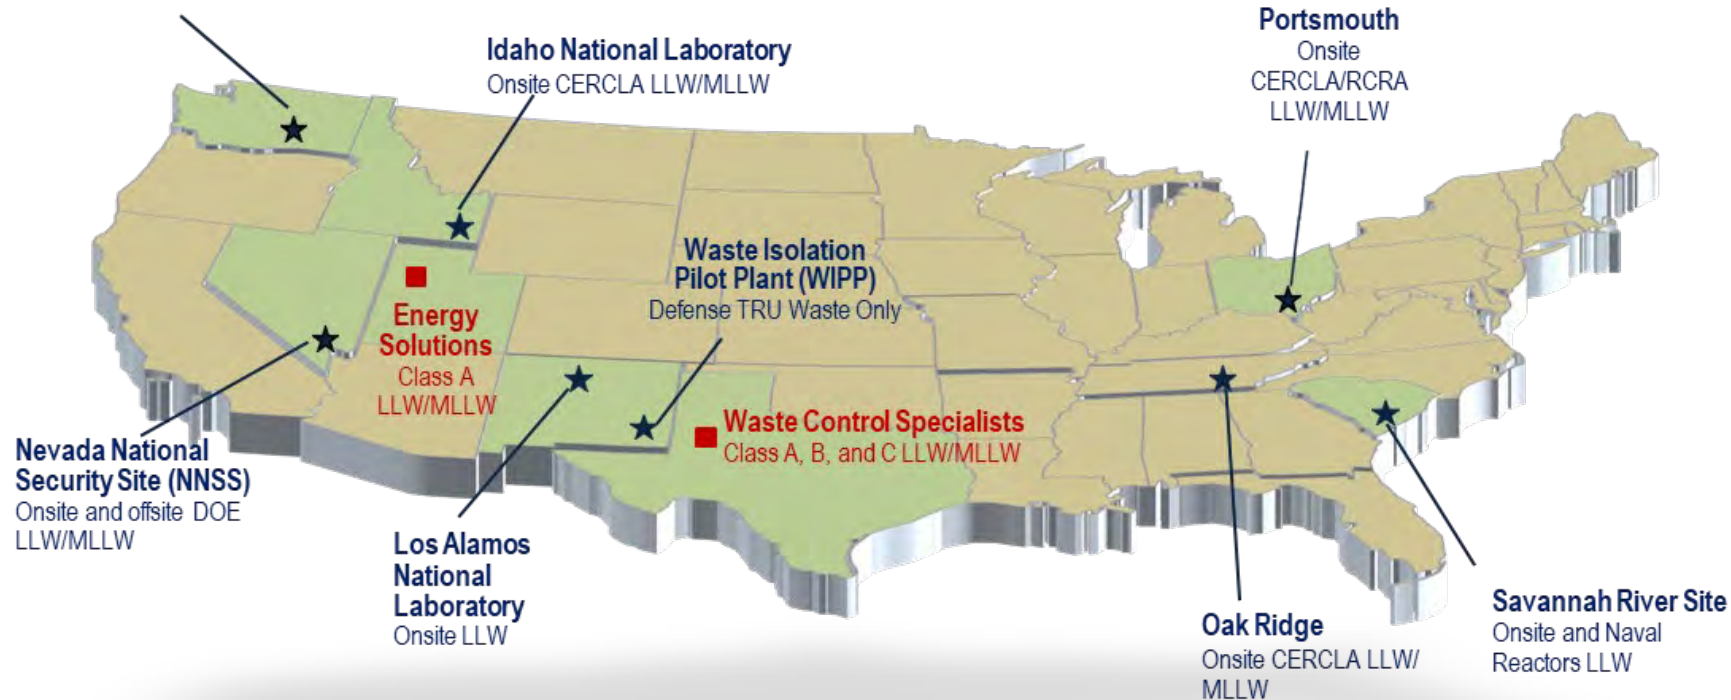 Portsmouth
Onsite
CERCLA/RCRA
LLW/MLLW
Idaho National Laboratory
Onsite CERCLA LLW/MLLW
Waste Isolation
Pilot Plant (WIPP)
Defense TRU Waste Only
Energy
Solutions
Class A
LLW/MLLW
Waste Control Specialists
Class A, B, and C LLW/MLLW
Nevada National
Security Site (NNSS)
Onsite and offsite DOE
LLW/MLLW
Los Alamos
National
Laboratory
Onsite LLW
Oak Ridge
Onsite CERCLA LLW/
MLLW
Savannah River Site
Onsite and Naval
Reactors LLW